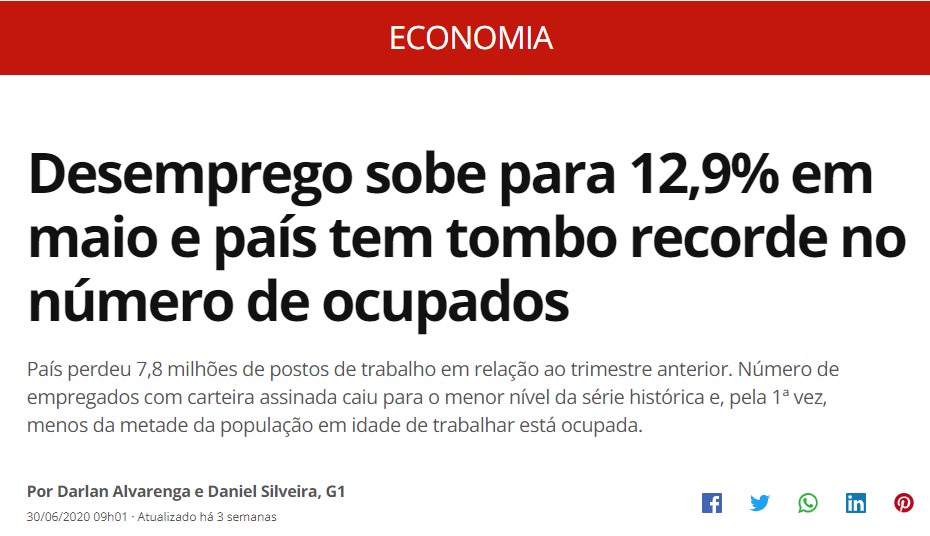 ECONOMIA
Desemprego sobe para 12,9% em
maio e país tem tombo recorde no
número de ocupados
País perdeu 7,8 milhões de postos de trabalho em relação ao trimestre anterior. Número de
empregados com carteira assinada caiu para o menor nível da série histórica e, pela 1ª vez,
menos da metade da população em idade de trabalhar está ocupada.
Por Darlan Alvarenga e Daniel Silveira, G1
30/06/2020 09h01 · Atualizado há 3 semanas